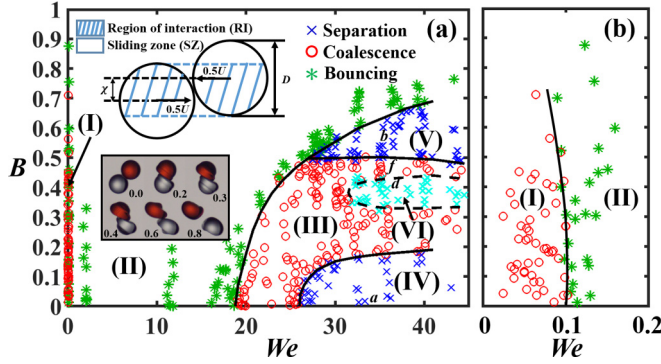 Region of interaction (RI)
Sliding zone (SZ)
(a)
× Separation
○ Coalescence
✳ Bouncing
(b)
0.5U
0.5U
χ
D
1
0.9
0.8
0.7
0.6
0.5
0.4
0.3
0.2
0.1
0
B
(I)
(II)
(III)
(IV)
(V)
(VI)
b
f
d
a
0.0
0.2
0.3
0.4
0.6
0.8
(I)
(II)
0
10
20
30
40
We
0
0.1
0.2
We